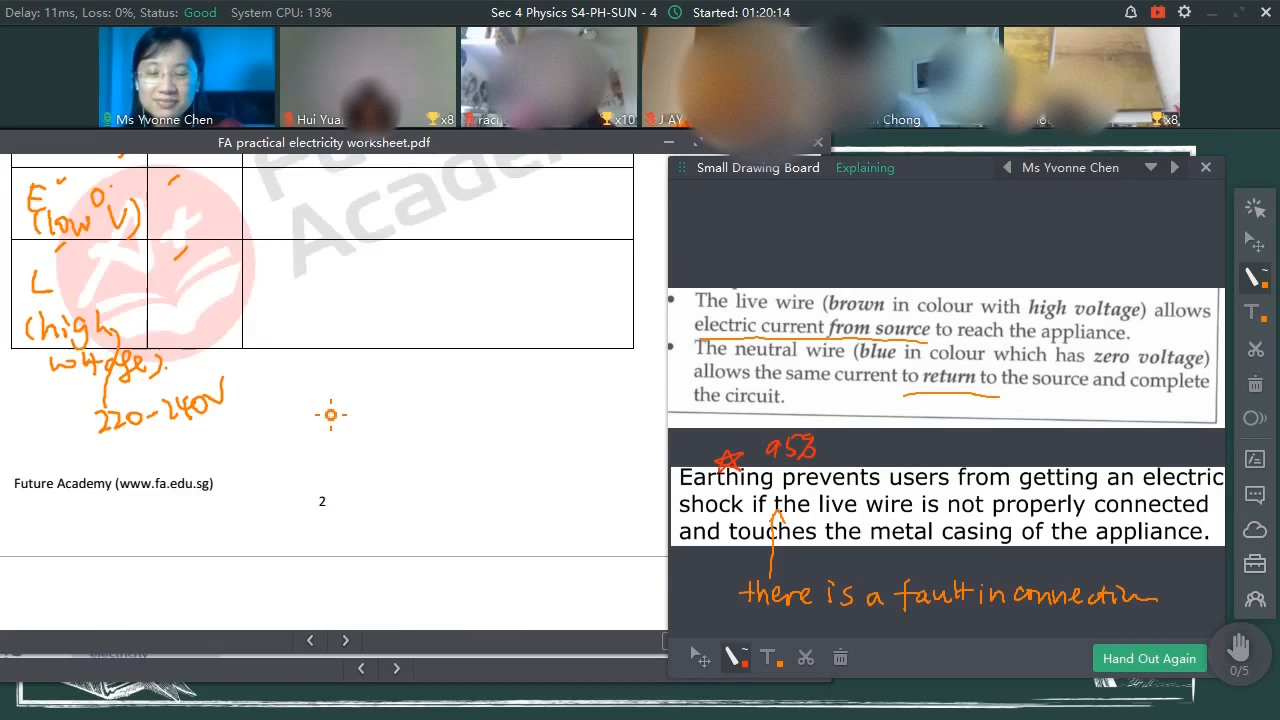 Delay: 11ms, Loss: 0%, Status: Good
System CPU: 13%
Sec 4 Physics S4-PH-SUN - 4
Started: 01:20:14
Ms Yvonne Chen
Hui Yua
x8
rac
x10
J AY
Chong
x8
FA practical electricity worksheet.pdf
Academy
E
(low V)
L
(high
voltage).
220-240V
Future Academy (www.fa.edu.sg)
2
electricity
Small Drawing Board
Explaining
Ms Yvonne Chen
• The live wire (brown in colour with high voltage) allows
electric current from source to reach the appliance.
• The neutral wire (blue in colour which has zero voltage)
allows the same current to return to the source and complete
the circuit.
95%
Earthing prevents users from getting an electric
shock if the live wire is not properly connected
and touches the metal casing of the appliance.
there is a fault in connection
Hand Out Again
0/5